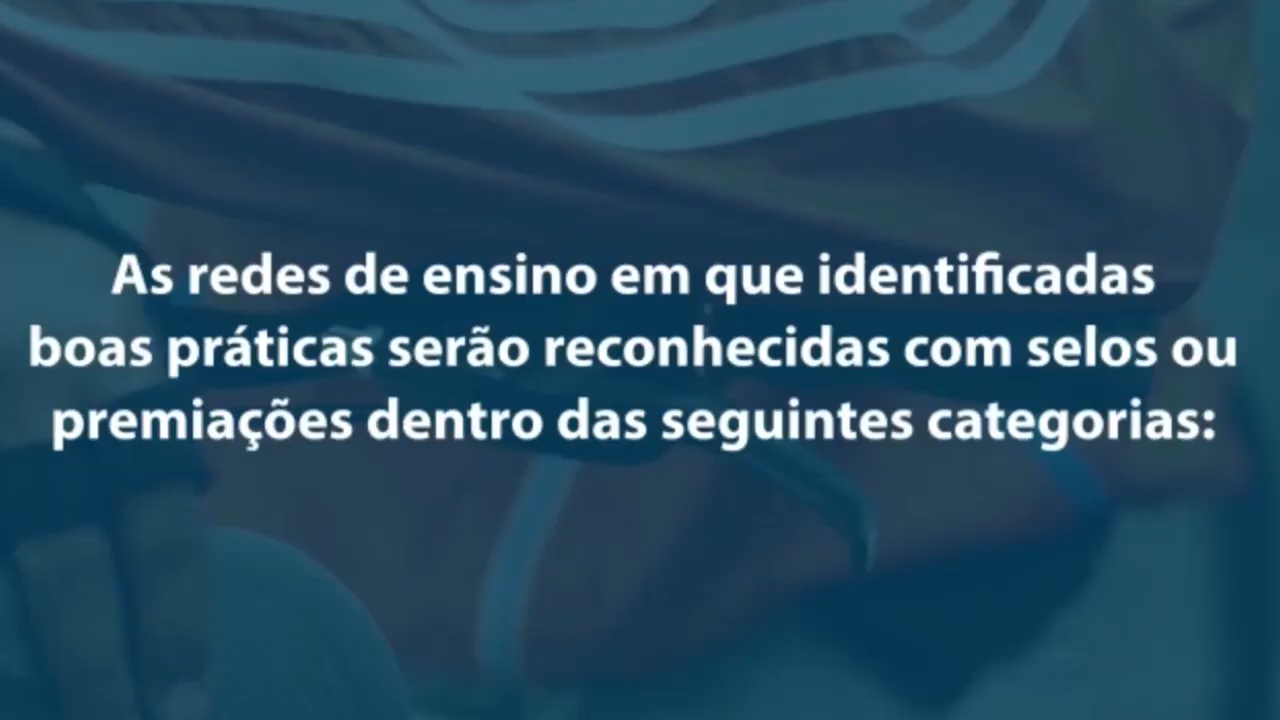 As redes de ensino em que identificadas
boas práticas serão reconhecidas com selos ou
premiações dentro das seguintes categorias: